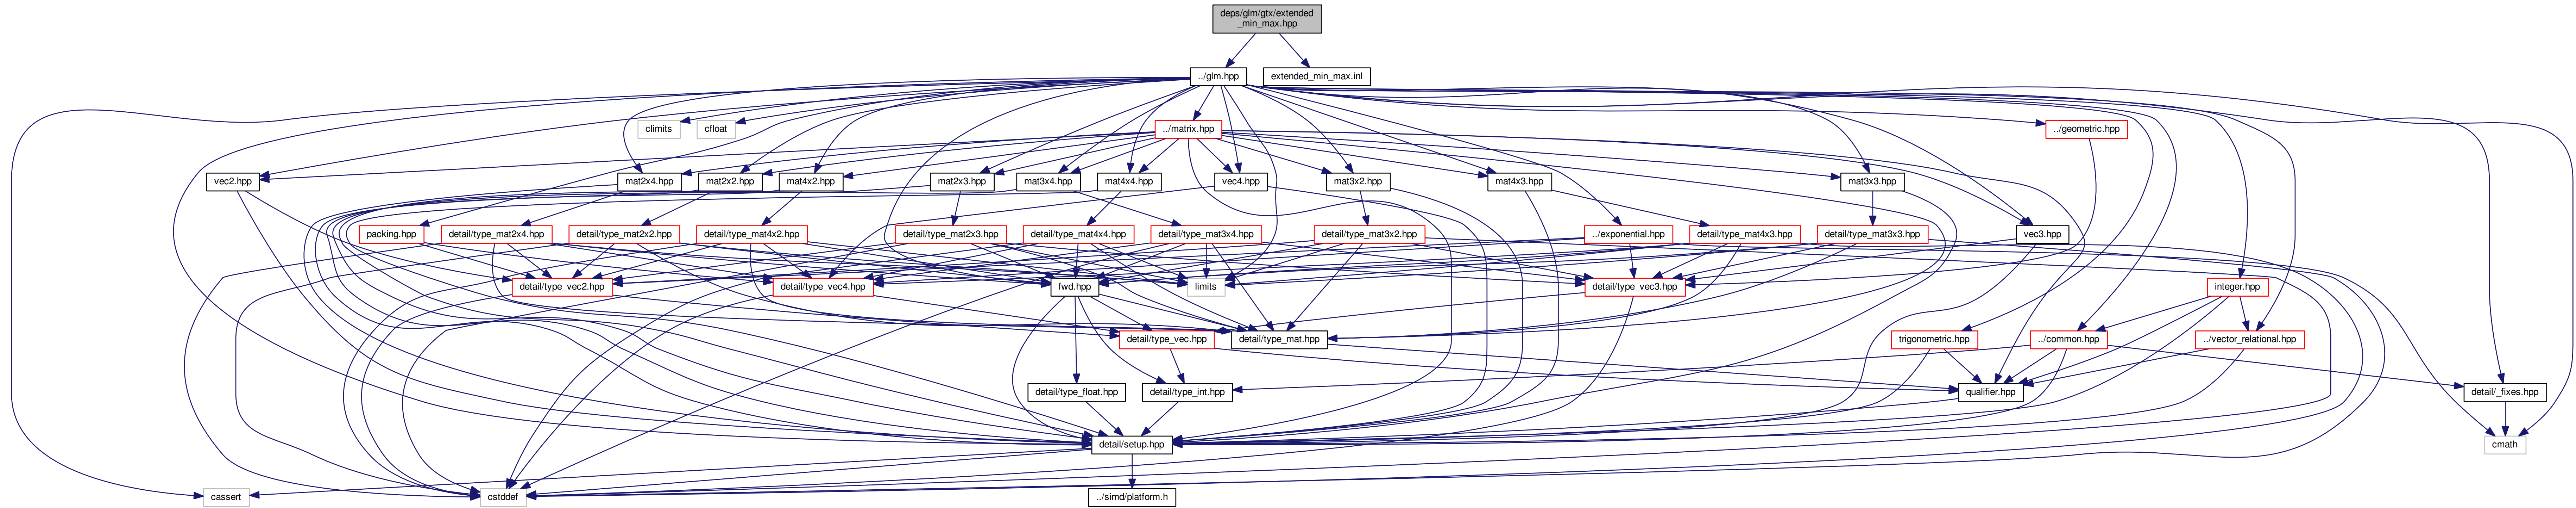 deps/glm/gtx/extended
_min_max.hpp
../glm.hpp
extended_min_max.inl
climits
cfloat
../matrix.hpp
../geometric.hpp
vec2.hpp
mat2x4.hpp
mat2x2.hpp
mat4x2.hpp
mat2x3.hpp
mat3x4.hpp
mat4x4.hpp
vec4.hpp
mat3x2.hpp
mat4x3.hpp
mat3x3.hpp
packing.hpp
detail/type_mat2x4.hpp
detail/type_mat2x2.hpp
detail/type_mat4x2.hpp
detail/type_mat2x3.hpp
detail/type_mat4x4.hpp
detail/type_mat3x4.hpp
detail/type_mat3x2.hpp
../exponential.hpp
detail/type_mat4x3.hpp
detail/type_mat3x3.hpp
vec3.hpp
detail/type_vec2.hpp
detail/type_vec4.hpp
fwd.hpp
limits
detail/type_vec3.hpp
integer.hpp
detail/type_vec.hpp
detail/type_mat.hpp
trigonometric.hpp
../common.hpp
../vector_relational.hpp
detail/type_float.hpp
detail/type_int.hpp
qualifier.hpp
detail/_fixes.hpp
detail/setup.hpp
cmath
cassert
cstddef
../simd/platform.h